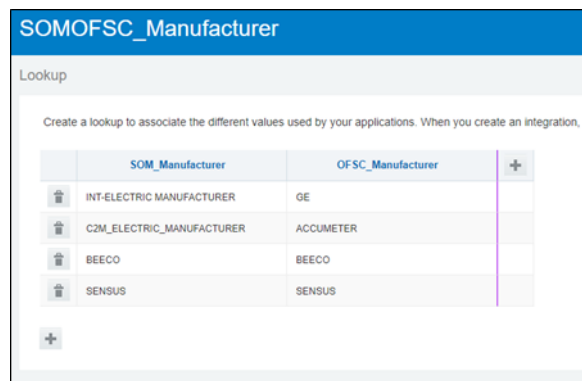 SOMOFSC_Manufacturer
Lookup
Create a lookup to associate the different values used by your applications. When you create an integration,
SOM_Manufacturer OFSC_Manufacturer
INT-ELECTRIC MANUFACTURER GE
C2M_ELECTRIC_MANUFACTURER ACCUMETER
BEECO BEECO
SENSUS SENSUS